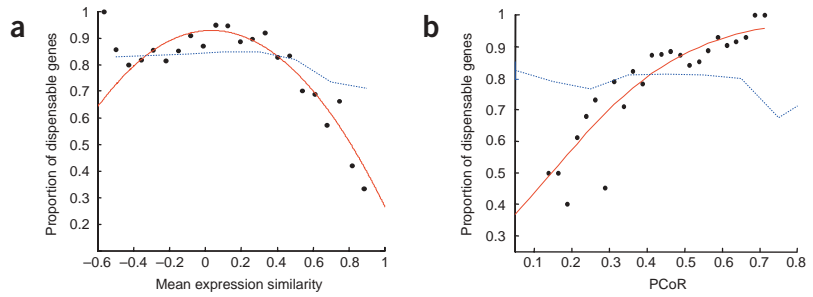 a
Proportion of dispensable genes
1
0.9
0.8
0.7
0.6
0.5
0.4
0.3
0.2
−0.6 −0.4 −0.2 0 0.2 0.4 0.6 0.8 1
Mean expression similarity
b
Proportion of dispensable genes
1
0.9
0.8
0.7
0.6
0.5
0.4
0.3
0.1 0.2 0.3 0.4 0.5 0.6 0.7 0.8
PCoR